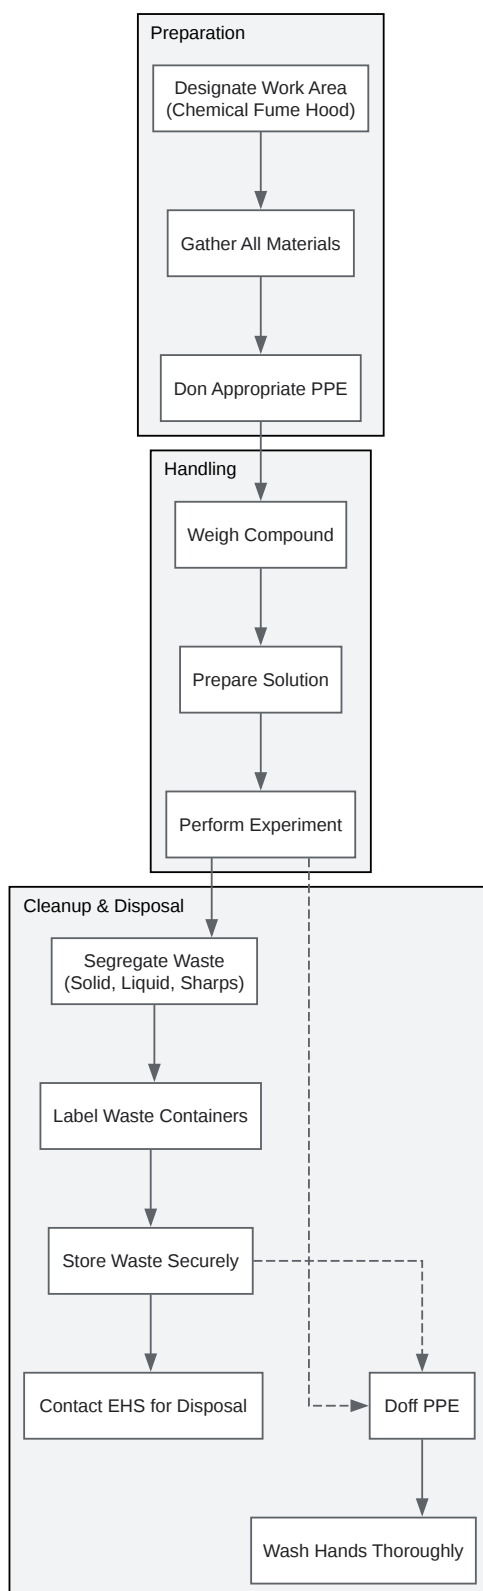 Preparation
Designate Work Area
(Chemical Fume Hood)
Gather All Materials
Don Appropriate PPE
Handling
Weigh Compound
Prepare Solution
Perform Experiment
Cleanup & Disposal
Segregate Waste
(Solid, Liquid, Sharps)
Label Waste Containers
Store Waste Securely
Contact EHS for Disposal
Doff PPE
Wash Hands Thoroughly